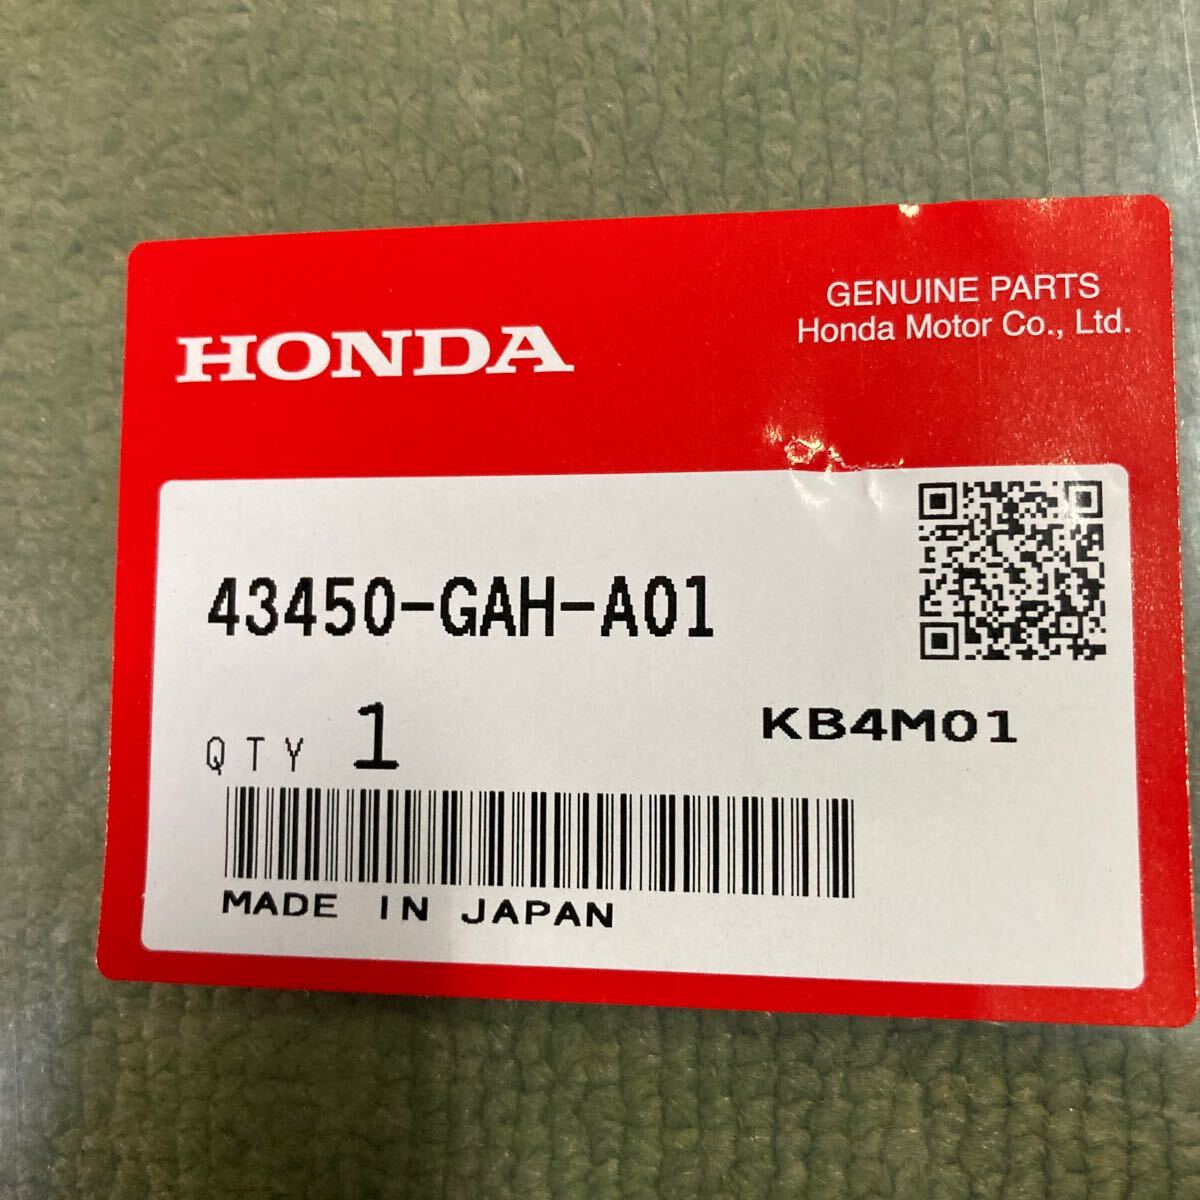 HONDA
GENUINE PARTS
Honda Motor Co., Ltd.
43450-GAH-A01
QTY 1
KB4M01
MADE IN JAPAN